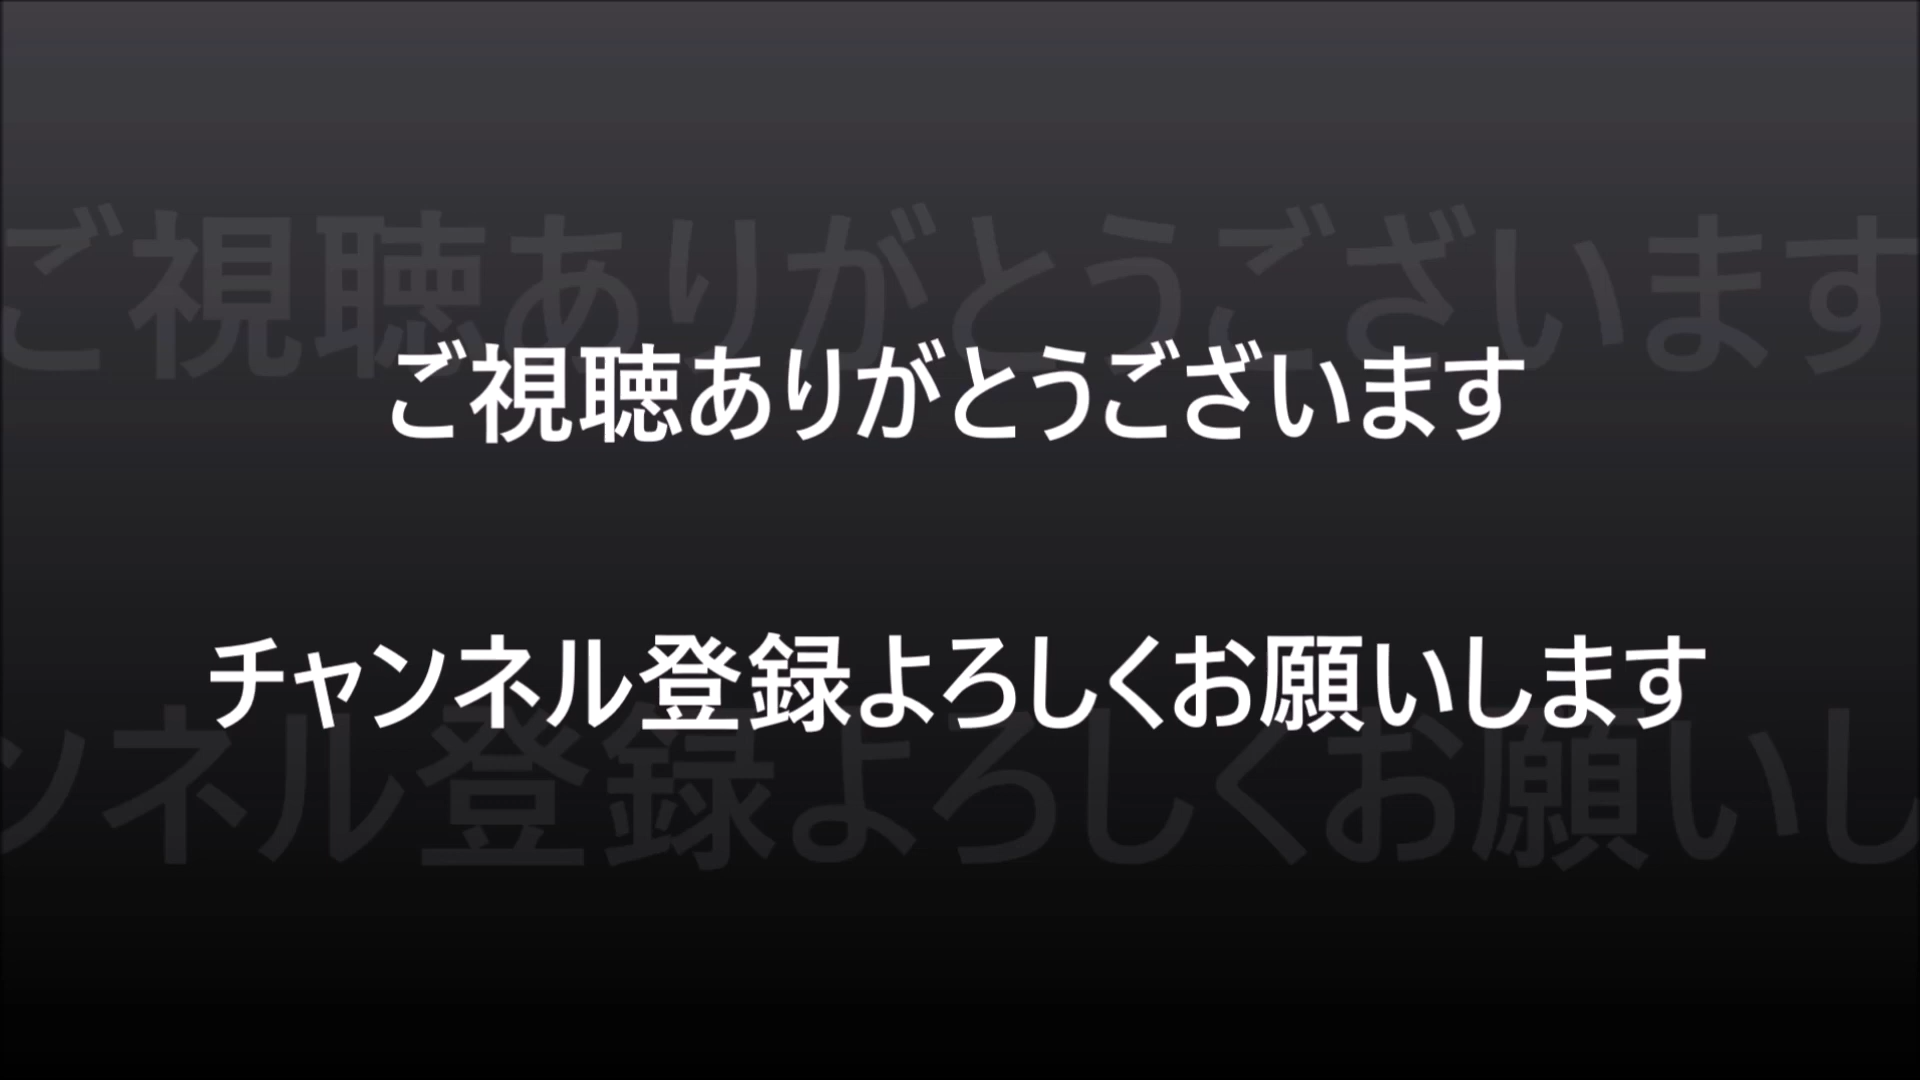 ご視聴ありがとうございます
ご視聴ありがとうございます
チャンネル登録よろしくお願いします
ンネル登録よろしくお願いし